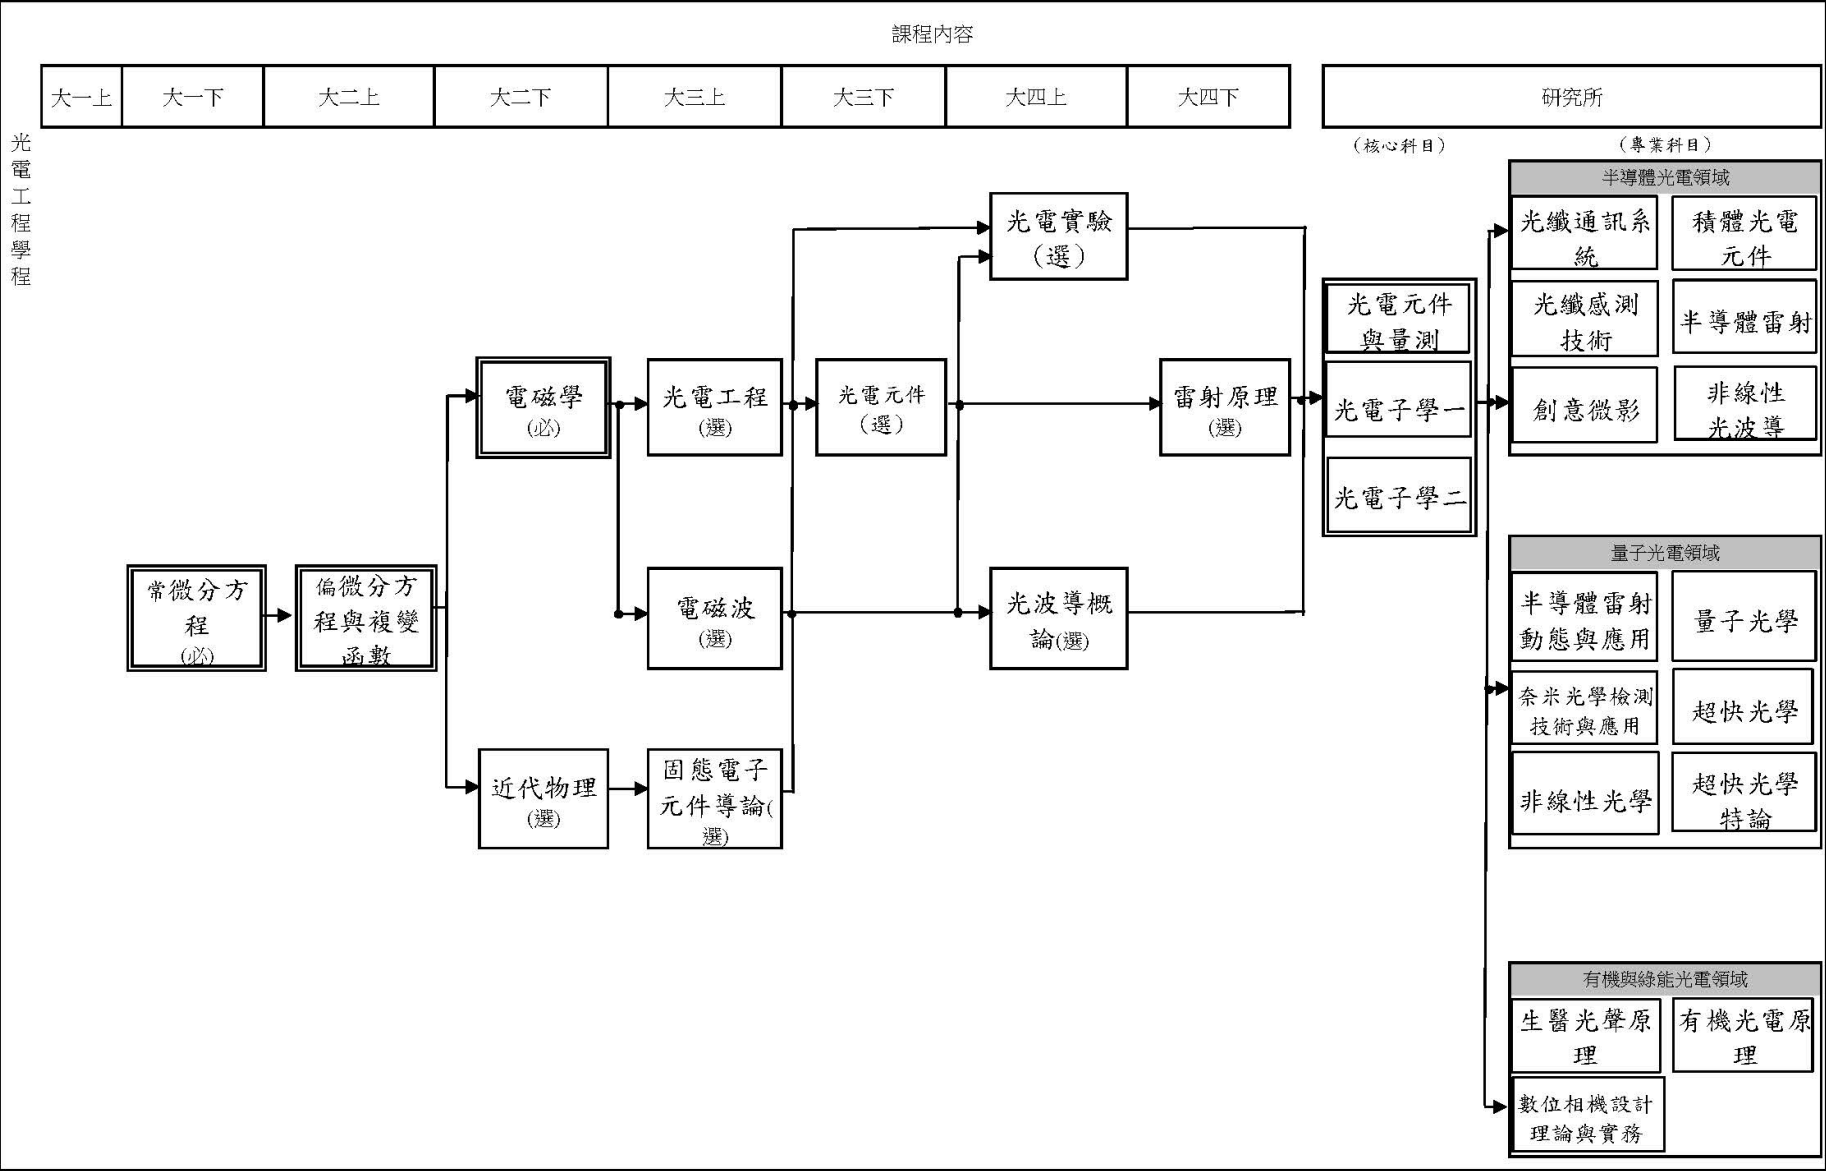 課程內容
大一上
大一下
大二上
大二下
大三上
大三下
大四上
大四下
研究所
光
電
工
程
學
程
(核心科目)
(專業科目)
常微分方
程
(必)
偏微分方
程與複變
函數
電磁學
(必)
近代物理
(選)
光電工程
(選)
電磁波
(選)
固態電子
元件導論(
選)
光電元件
(選)
光電實驗
(選)
光波導概
論(選)
雷射原理
(選)
光電元件
與量測
光電子學一
光電子學二
半導體光電領域
光纖通訊系
統
積體光電
元件
光纖感測
技術
半導體雷射
創意微影
非線性
光波導
量子光電領域
半導體雷射
動態與應用
量子光學
奈米光學檢測
技術與應用
超快光學
非線性光學
超快光學
特論
有機與綠能光電領域
生醫光聲原
理
有機光電原
理
數位相機設計
理論與實務